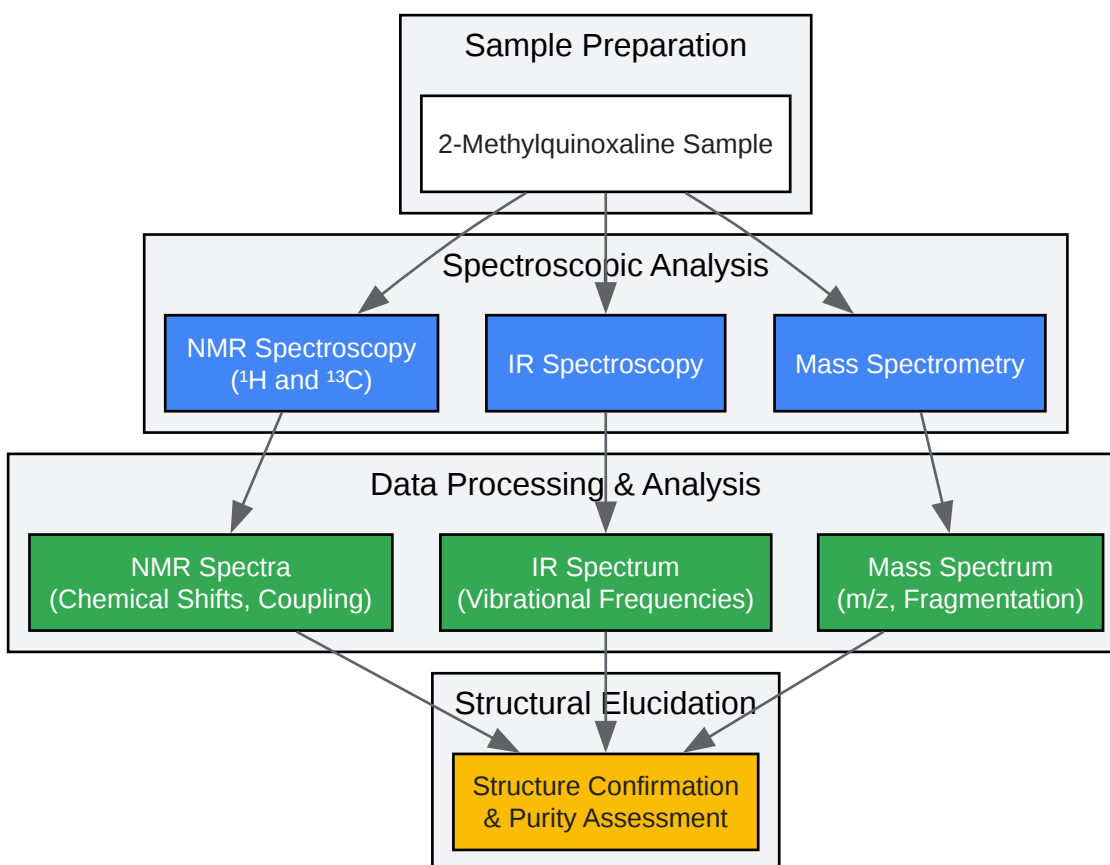 Sample Preparation
2-Methylquinoxaline Sample
Spectroscopic Analysis
NMR Spectroscopy
(¹H and ¹³C)
IR Spectroscopy
Mass Spectrometry
Data Processing & Analysis
NMR Spectra
(Chemical Shifts, Coupling)
IR Spectrum
(Vibrational Frequencies)
Mass Spectrum
(m/z, Fragmentation)
Structural Elucidation
Structure Confirmation
& Purity Assessment